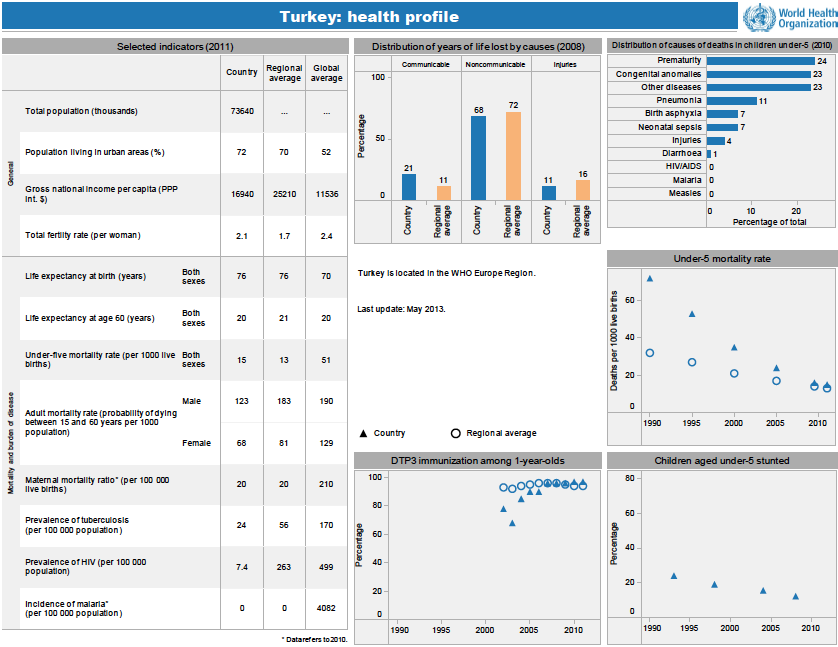 Turkey: health profile
World Health
Organization
Selected indicators (2011)
Country
Regional
average
Global
average
General
Total population (thousands) 73640 ... ...
Population living in urban areas (%) 72 70 52
Gross national income per capita (PPP
int. $) 16940 25210 11536
Total fertility rate (per woman) 2.1 1.7 2.4
Mortality and burden of disease
Life expectancy at birth (years) Both
sexes 76 76 70
Life expectancy at age 60 (years) Both
sexes 20 21 20
Under-five mortality rate (per 1000 live
births) Both
sexes 15 13 51
Adult mortality rate (probability of dying
between 15 and 60 years per 1000
population)
Male 123 183 190
Female 68 81 129
Maternal mortality ratio* (per 100 000
live births) 20 20 210
Prevalence of tuberculosis
(per 100 000 population) 24 56 170
Prevalence of HIV (per 100 000
population) 7.4 263 499
Incidence of malaria*
(per 100 000 population) 0 0 4082
* Data refers to 2010.
Distribution of years of life lost by causes (2008)
Communicable Noncommunicable Injuries
Percentage
100
50
0
21 11 68 72 11 16
Country
Regional
average
Country
Regional
average
Country
Regional
average
Turkey is located in the WHO Europe Region.
Last update: May 2013.
Country Regional average
Distribution of causes of deaths in children under-5 (2010)
Prematurity 24
Congenital anomalies 23
Other diseases 23
Pneumonia 11
Birth asphyxia 7
Neonatal sepsis 7
Injuries 4
Diarrhoea 1
HIV/AIDS 0
Malaria 0
Measles 0
0 10 20
Percentage of total
Under-5 mortality rate
Deaths per 1000 live births
60
40
20
0
1990 1995 2000 2005 2010
DTP3 immunization among 1-year-olds
Percentage
100
80
60
40
20
0
1990 1995 2000 2005 2010
Children aged under-5 stunted
Percentage
80
60
40
20
0
1990 1995 2000 2005 2010